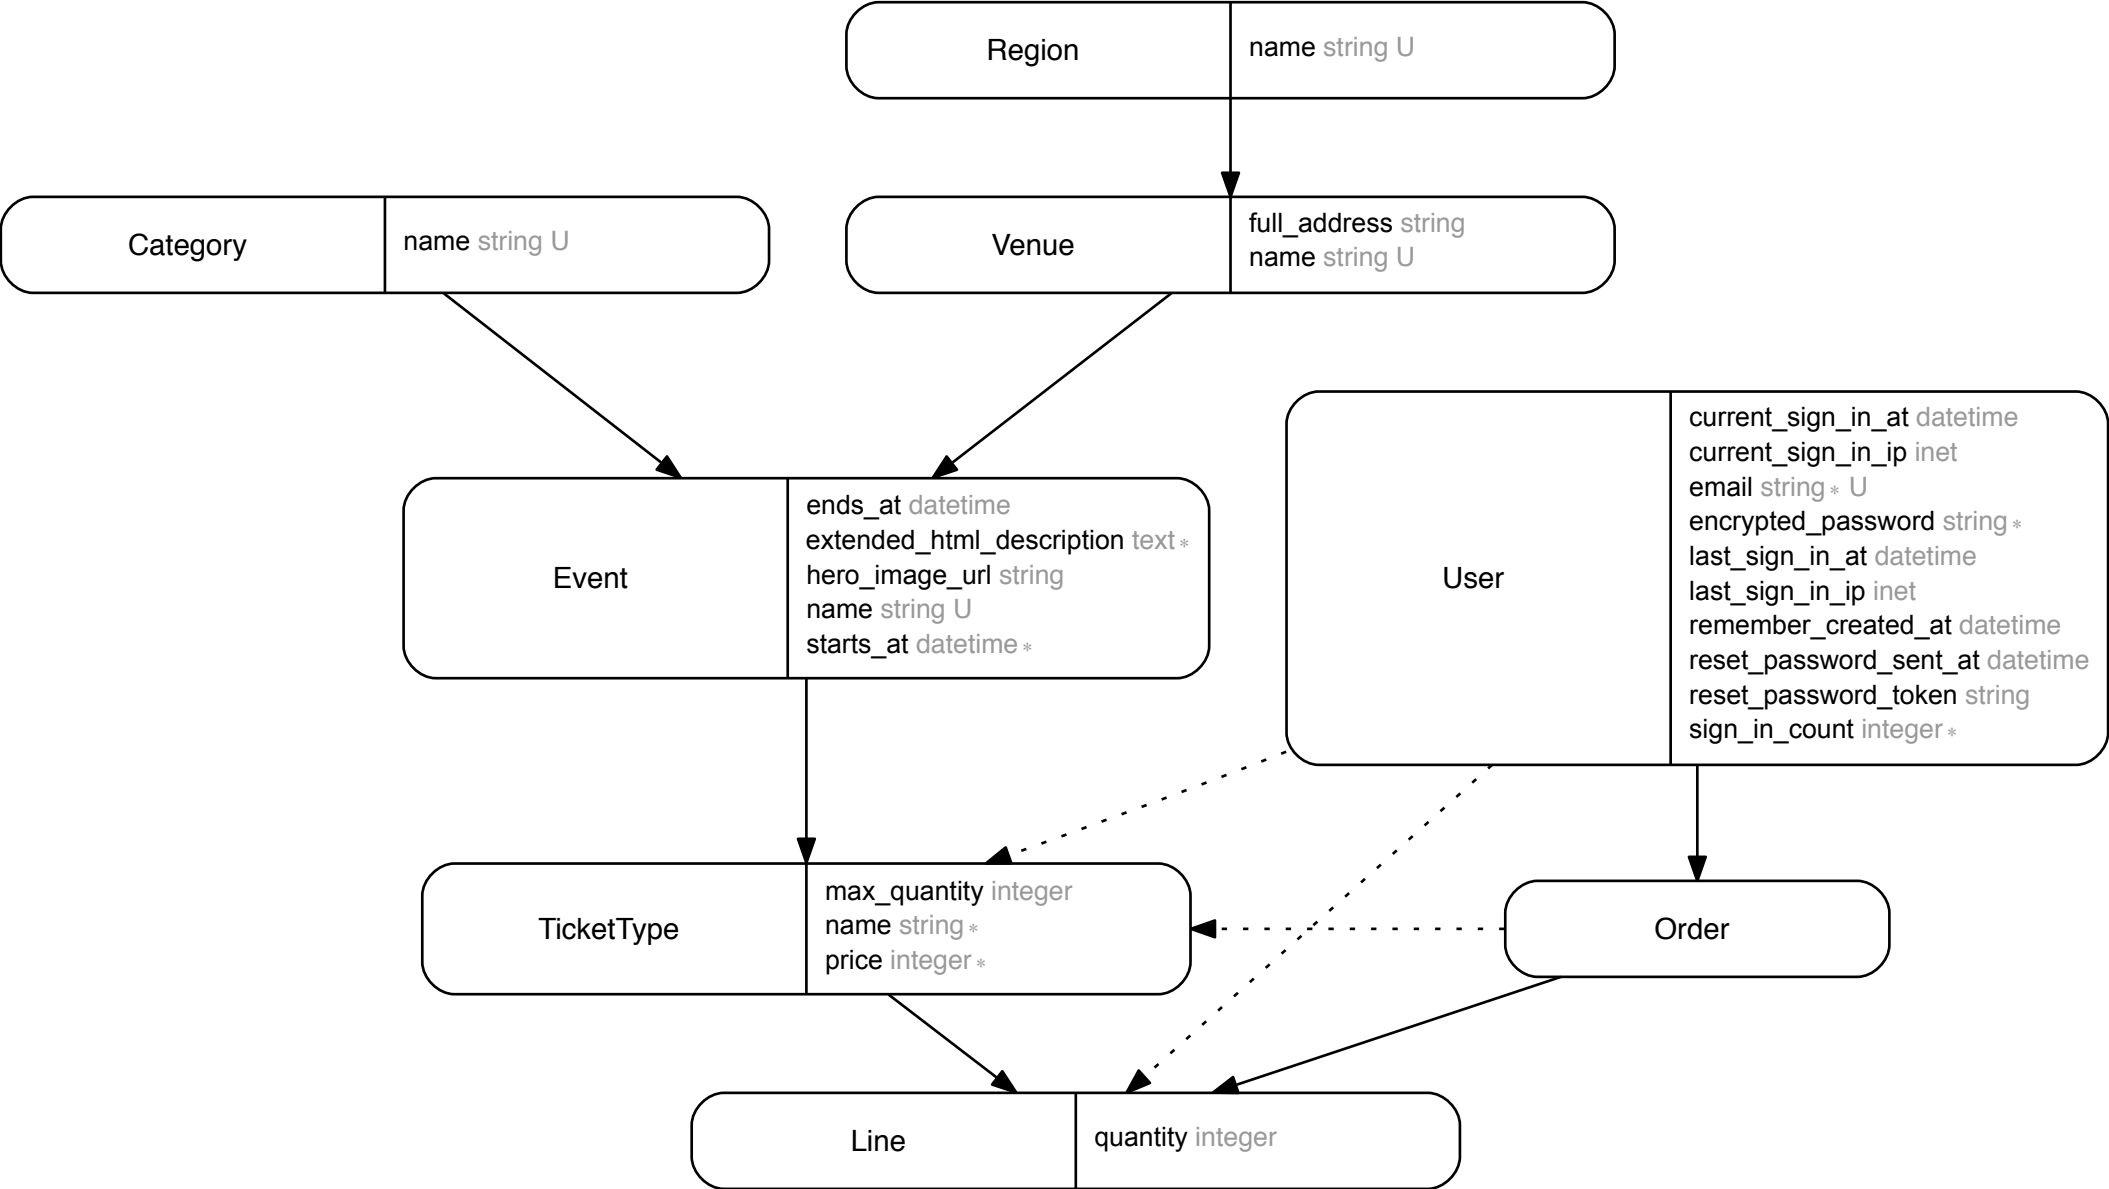 Region
name string U
Category
name string U
Venue
full_address string
name string U
Event
ends_at datetime
extended_html_description text *
hero_image_url string
name string U
starts_at datetime *
User
current_sign_in_at datetime
current_sign_in_ip inet
email string * U
encrypted_password string *
last_sign_in_at datetime
last_sign_in_ip inet
remember_created_at datetime
reset_password_sent_at datetime
reset_password_token string
sign_in_count integer *
TicketType
max_quantity integer
name string *
price integer *
Order
Line
quantity integer